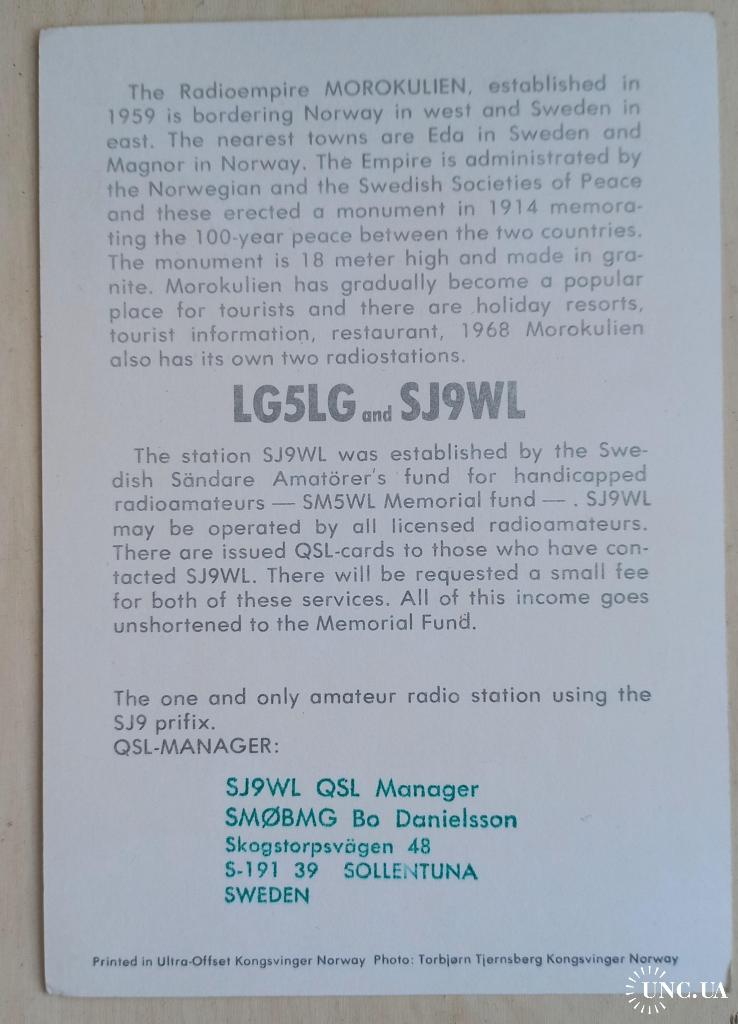 The Radioempire MOROKULIEN, established in
1959 is bordering Norway in west and Sweden in
east. The nearest towns are Eda in Sweden and
Magnor in Norway. The Empire is administrated by
the Norwegian and the Swedish Societies of Peace
and these erected a monument in 1914 memora-
ting the 100-year peace between the two countries.
The monument is 18 meter high and made in gra-
nite. Morokulien has gradually become a popular
place for tourists and there are holiday resorts,
tourist information, restaurant, 1968 Morokulien
also has its own two radiostations.
LG5LG and SJ9WL
The station SJ9WL was established by the Swe-
dish Sändare Amatörer's fund for handicapped
radioamateurs — SM5WL Memorial fund — . SJ9WL
may be operated by all licensed radioamateurs.
There are issued QSL-cards to those who have con-
tacted SJ9WL. There will be requested a small fee
for both of these services. All of this income goes
unshortened to the Memorial Fund.
The one and only amateur radio station using the
SJ9 prifix.
QSL-MANAGER:
SJ9WL QSL Manager
SMØBMG Bo Danielsson
Skogstorpsvägen 48
S-191 39 SOLLENTUNA
SWEDEN
Printed in Ultra-Offset Kongsvinger Norway Photo: Torbjørn Tjernsberg Kongsvinger Norway
UNC.UA